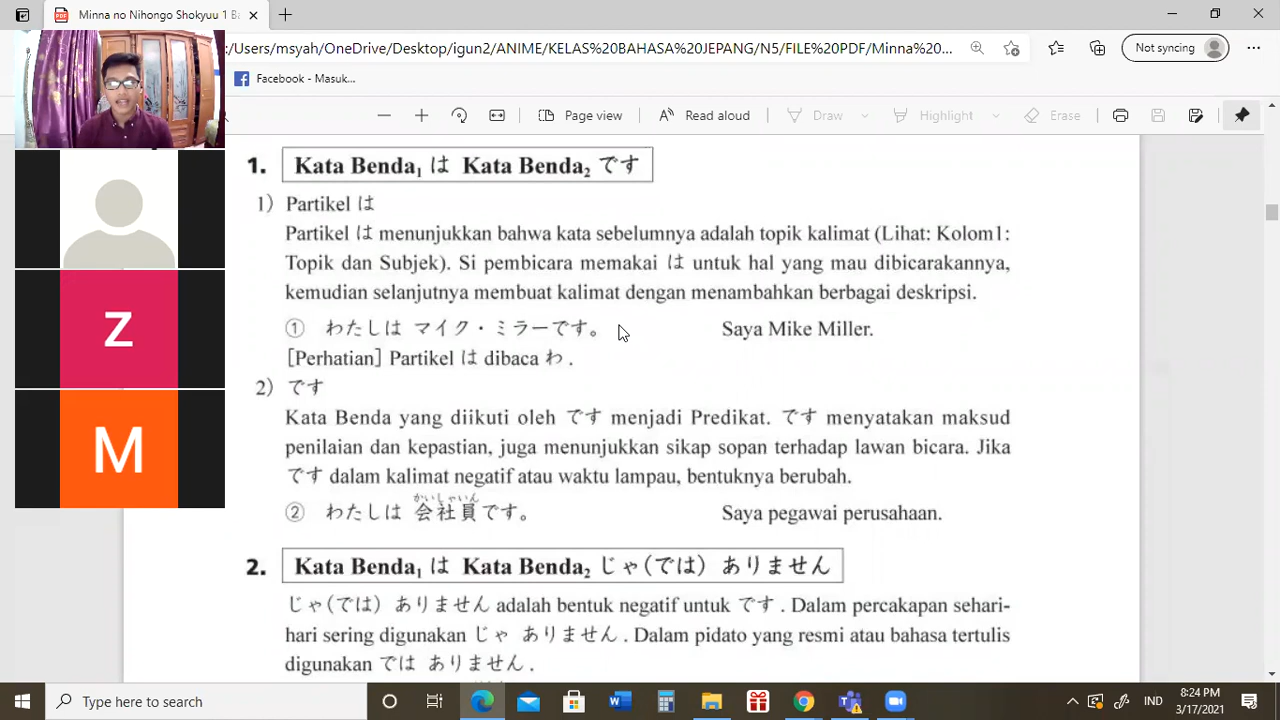 Minna no Nihongo Shokyuu 1 B
:/Users/msyah/OneDrive/Desktop/igun2/ANIME/KELAS%20BAHASA%20JEPANG/N5/FILE%20PDF/Minna%20...
Not syncing
Facebook - Masuk...
Page view
Read aloud
Draw
Highlight
Erase
1. Kata Benda₁ は Kata Benda₂ です
1) Partikel は
Partikel は menunjukkan bahwa kata sebelumnya adalah topik kalimat (Lihat: Kolom1:
Topik dan Subjek). Si pembicara memakai は untuk hal yang mau dibicarakannya,
kemudian selanjutnya membuat kalimat dengan menambahkan berbagai deskripsi.
① わたしは マイク・ミラーです。 Saya Mike Miller.
[Perhatian] Partikel は dibaca わ .
2) です
Kata Benda yang diikuti oleh です menjadi Predikat. です menyatakan maksud
penilaian dan kepastian, juga menunjukkan sikap sopan terhadap lawan bicara. Jika
です dalam kalimat negatif atau waktu lampau, bentuknya berubah.
かいしゃいん
② わたしは 会社員です。 Saya pegawai perusahaan.
2. Kata Benda₁ は Kata Benda₂ じゃ(では) ありません
じゃ(では) ありません adalah bentuk negatif untuk です . Dalam percakapan sehari-
hari sering digunakan じゃ ありません . Dalam pidato yang resmi atau bahasa tertulis
digunakan では ありません .
Z
M
Type here to search
IND
8:24 PM
3/17/2021